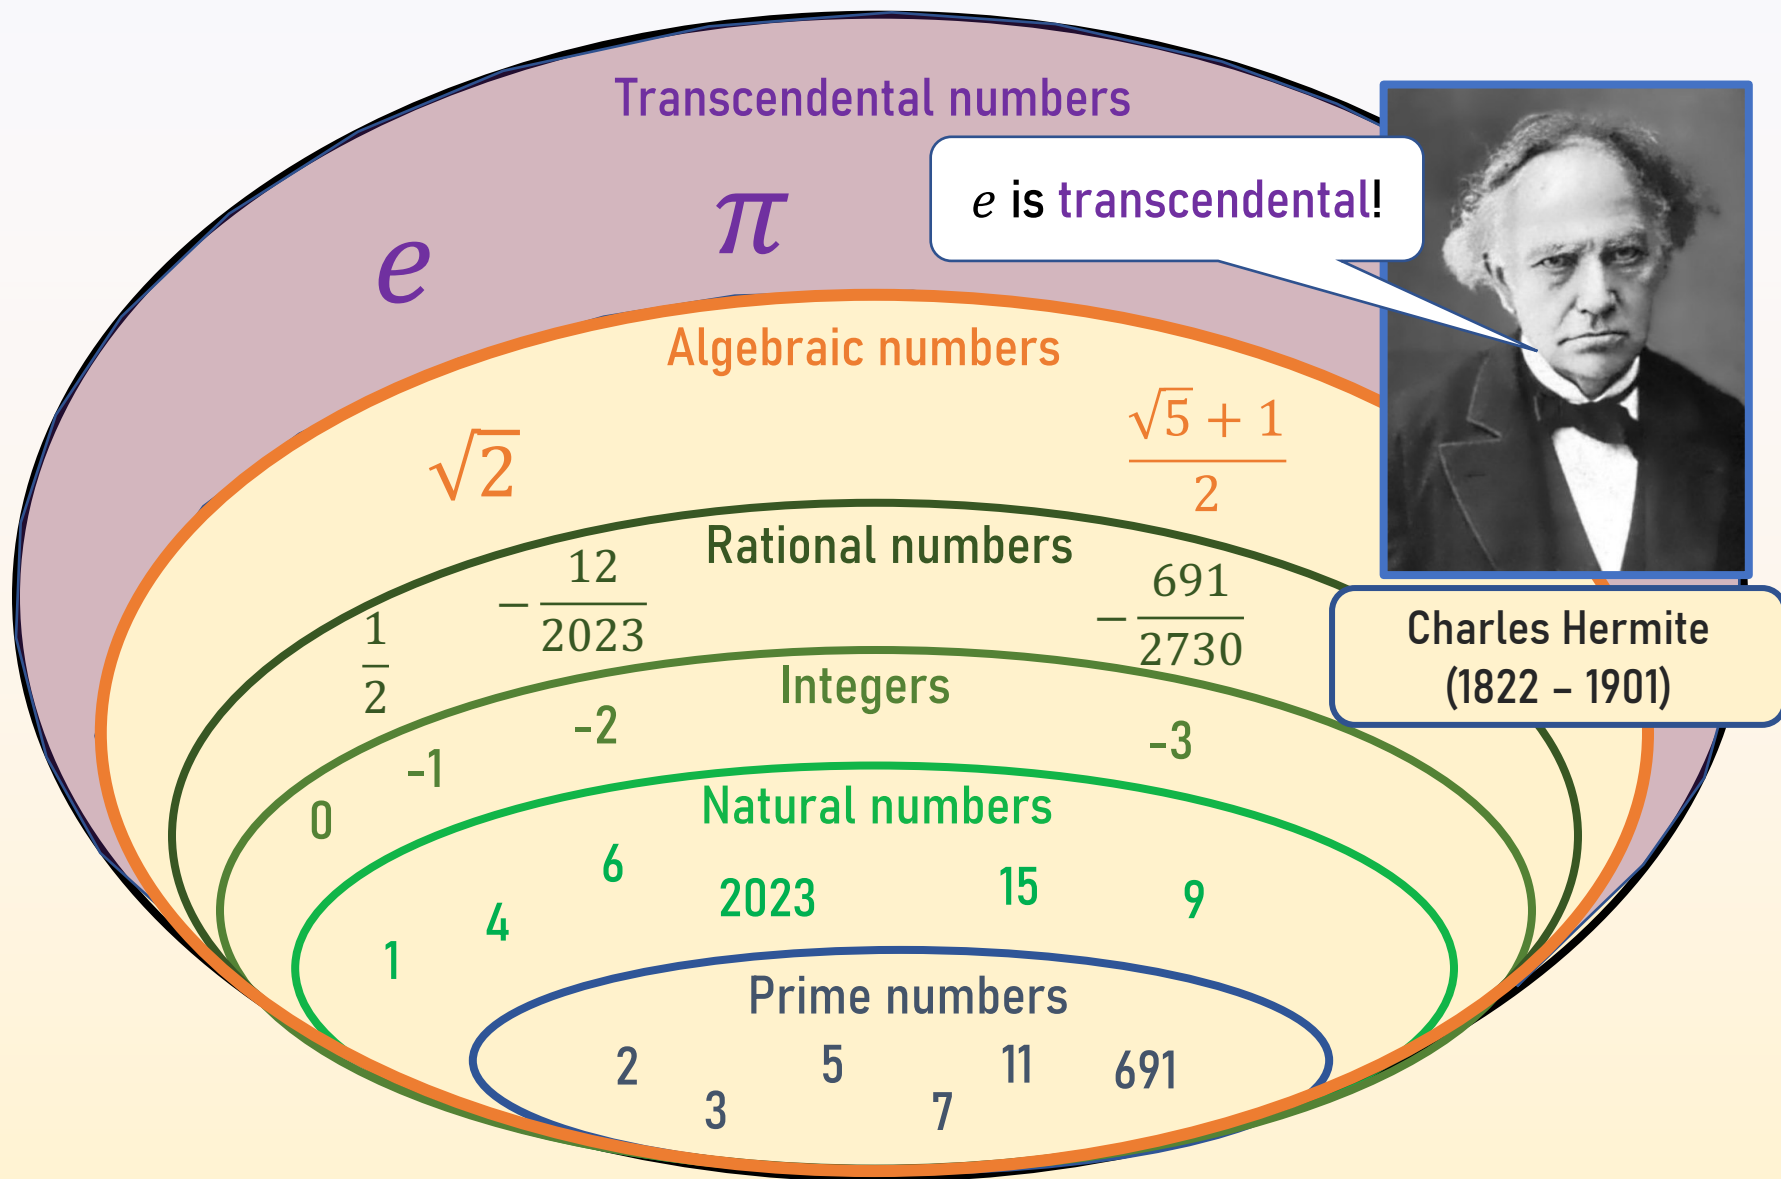 Transcendental numbers
e is transcendental!
π
e
Algebraic numbers
√2
(√5 + 1)/2
Rational numbers
1/2
−12/2023
−691/2730
Integers
0
-1
-2
-3
Natural numbers
1
4
6
2023
15
9
Prime numbers
2
3
5
7
11
691
Charles Hermite
(1822 – 1901)